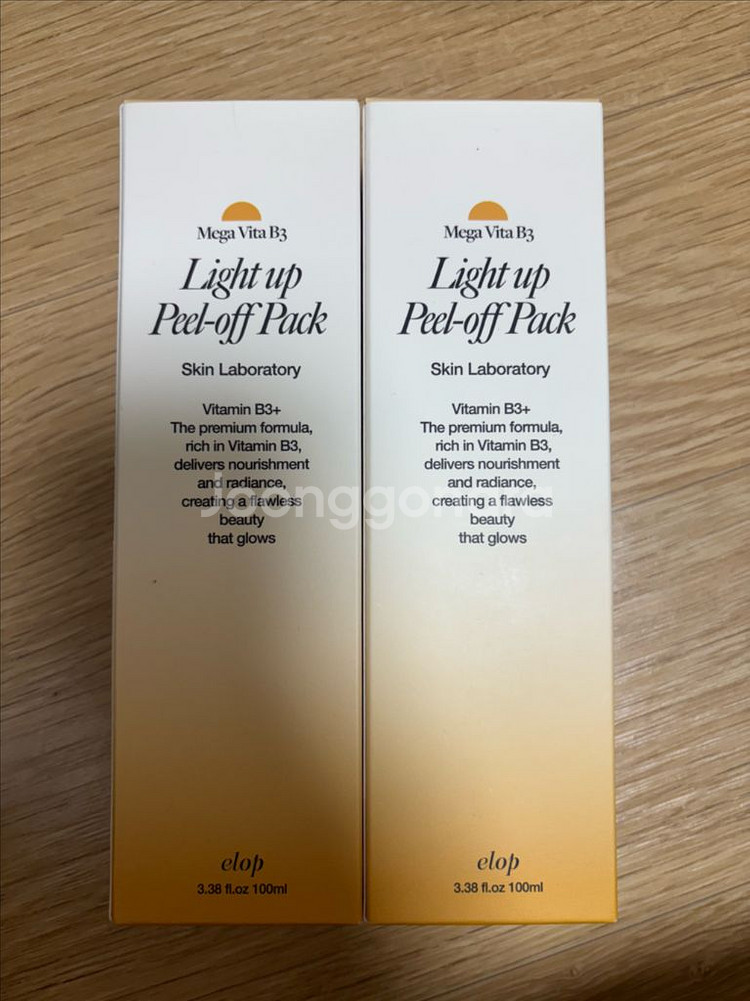 Mega Vita B3
Light up
Peel-off Pack
Skin Laboratory
Vitamin B3+
The premium formula,
rich in Vitamin B3,
delivers nourishment
and radiance,
creating a flawless
beauty
that glows
elop
3.38 fl.oz 100ml
Mega Vita B3
Light up
Peel-off Pack
Skin Laboratory
Vitamin B3+
The premium formula,
rich in Vitamin B3,
delivers nourishment
and radiance,
creating a flawless
beauty
that glows
elop
3.38 fl.oz 100ml